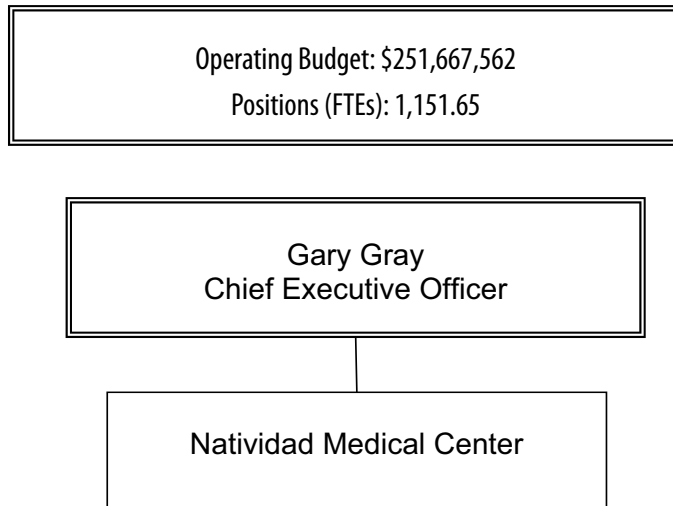 Operating Budget: $251,667,562
Positions (FTEs): 1,151.65
Gary Gray
Chief Executive Officer
Natividad Medical Center